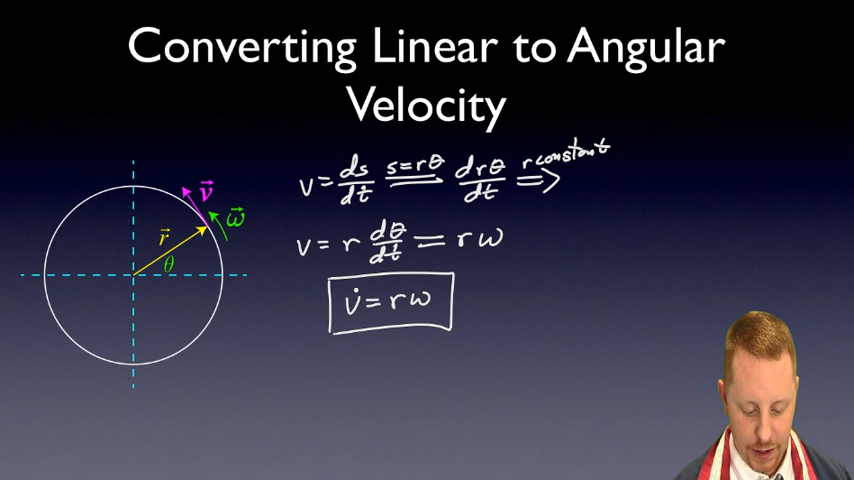 Converting Linear to Angular
Velocity
v = ds/dt s=rθ = drθ/dt r constant ⇒
v = r dθ/dt = rω
v = rω
v⃗
ω⃗
r⃗
θ